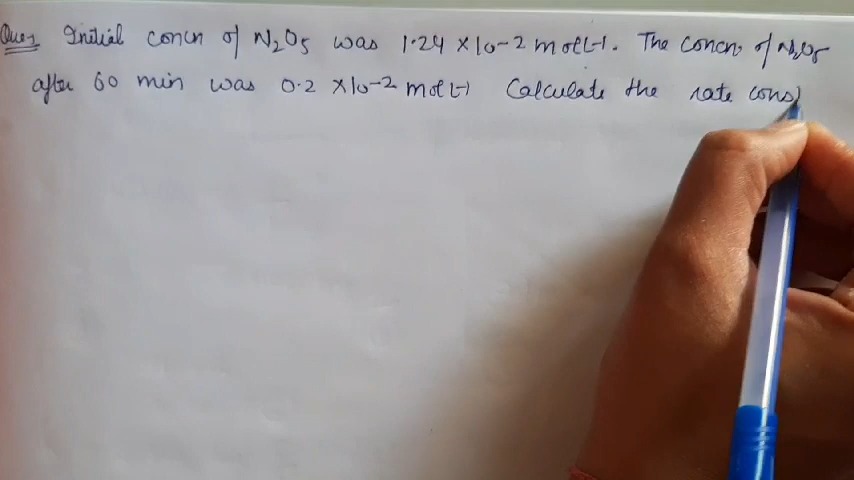 Ques Initial concn of N2O5 was 1.24 ×10-2 mol L-1. The concn. of N2O5
after 60 min was 0.2 ×10-2 mol L-1 Calculate the rate cons